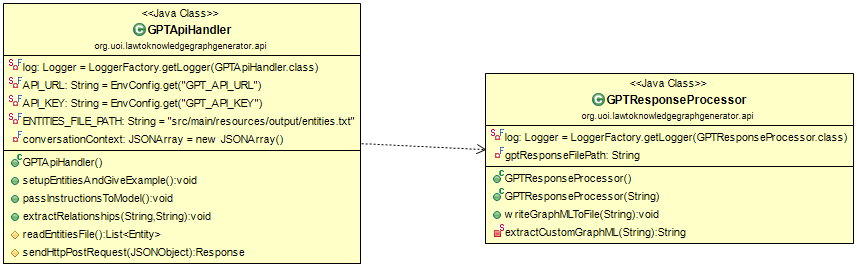 <<Java Class>>
GPTApiHandler
org.uoi.lawtoknowledgegraphgenerator.api
log: Logger = LoggerFactory.getLogger(GPTApiHandler.class)
API_URL: String = EnvConfig.get("GPT_API_URL")
API_KEY: String = EnvConfig.get("GPT_API_KEY")
ENTITIES_FILE_PATH: String = "src/main/resources/output/entities.txt"
conversationContext: JSONArray = new JSONArray()
GPTApiHandler()
setupEntitiesAndGiveExample():void
passInstructionsToModel():void
extractRelationships(String,String):void
readEntitiesFile():List<Entity>
sendHttpPostRequest(JSONObject):Response
<<Java Class>>
GPTResponseProcessor
org.uoi.lawtoknowledgegraphgenerator.api
log: Logger = LoggerFactory.getLogger(GPTResponseProcessor.class)
gptResponseFilePath: String
GPTResponseProcessor()
GPTResponseProcessor(String)
writeGraphMLToFile(String):void
extractCustomGraphML(String):String